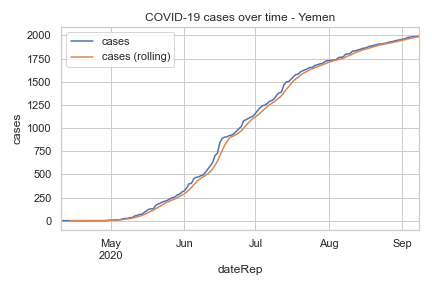 COVID-19 cases over time - Yemen
cases
cases (rolling)
2000
1750
1500
1250
1000
750
500
250
0
cases
May
2020
Jun
Jul
Aug
Sep
dateRep